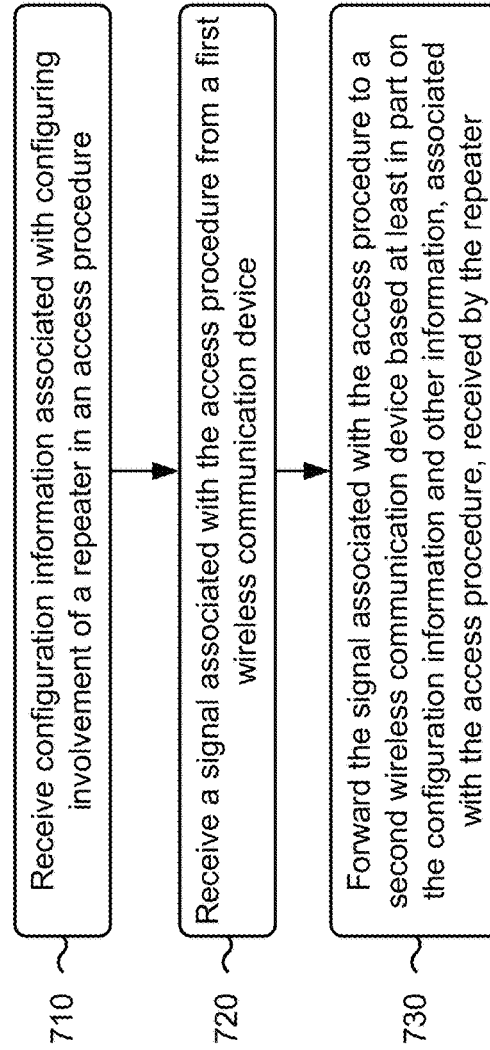 710
Receive configuration information associated with configuring
involvement of a repeater in an access procedure
720
Receive a signal associated with the access procedure from a first
wireless communication device
730
Forward the signal associated with the access procedure to a
second wireless communication device based at least in part on
the configuration information and other information, associated
with the access procedure, received by the repeater